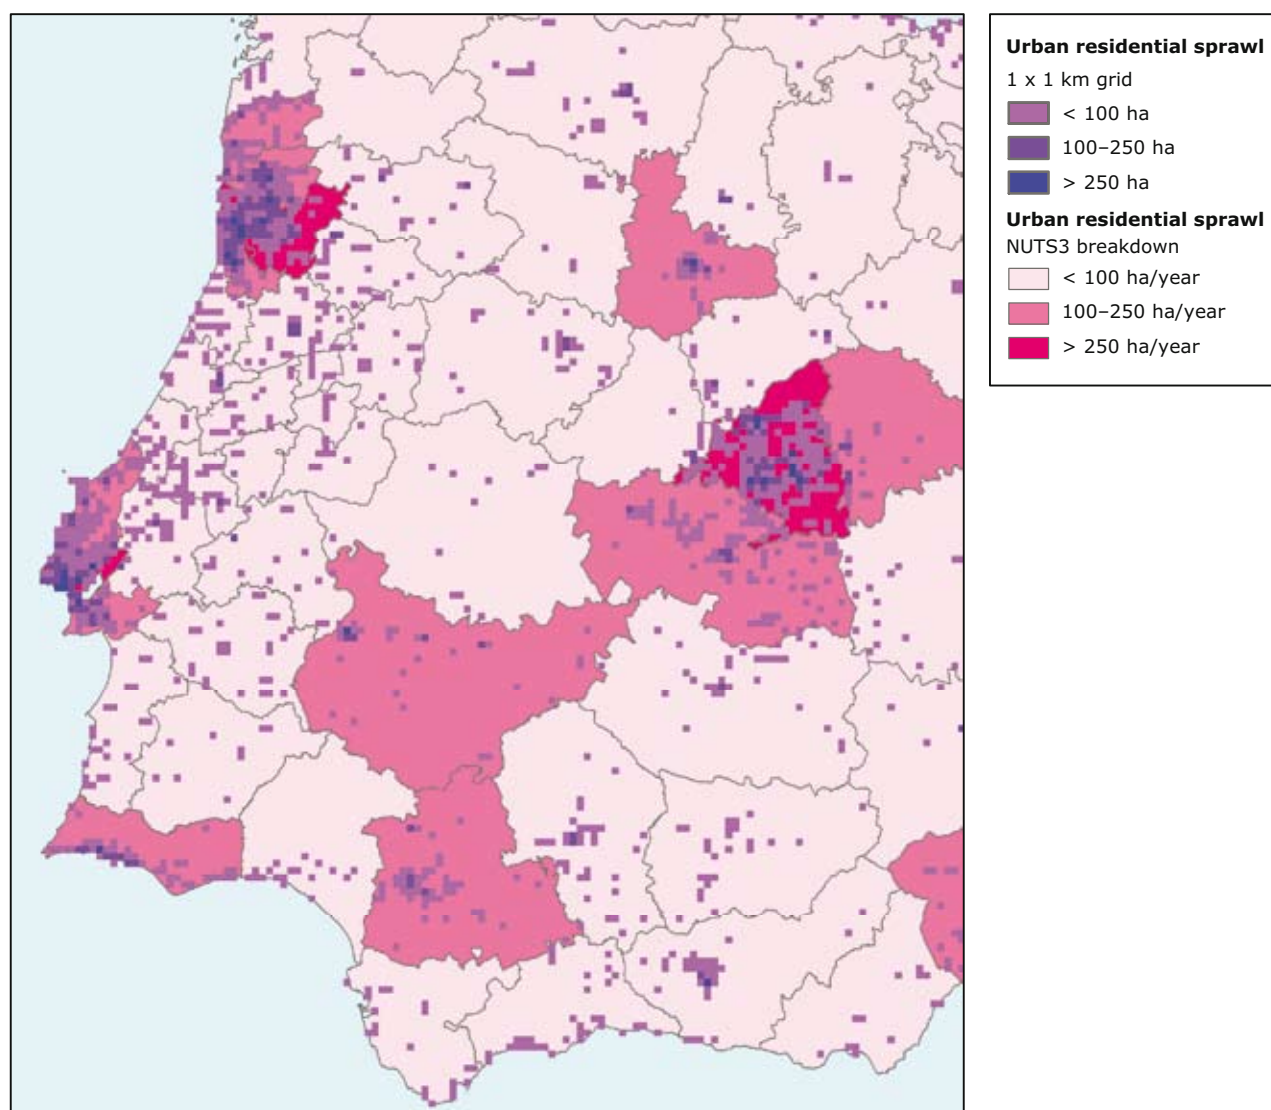 Urban residential sprawl
1 x 1 km grid
< 100 ha
100–250 ha
> 250 ha
Urban residential sprawl
NUTS3 breakdown
< 100 ha/year
100–250 ha/year
> 250 ha/year